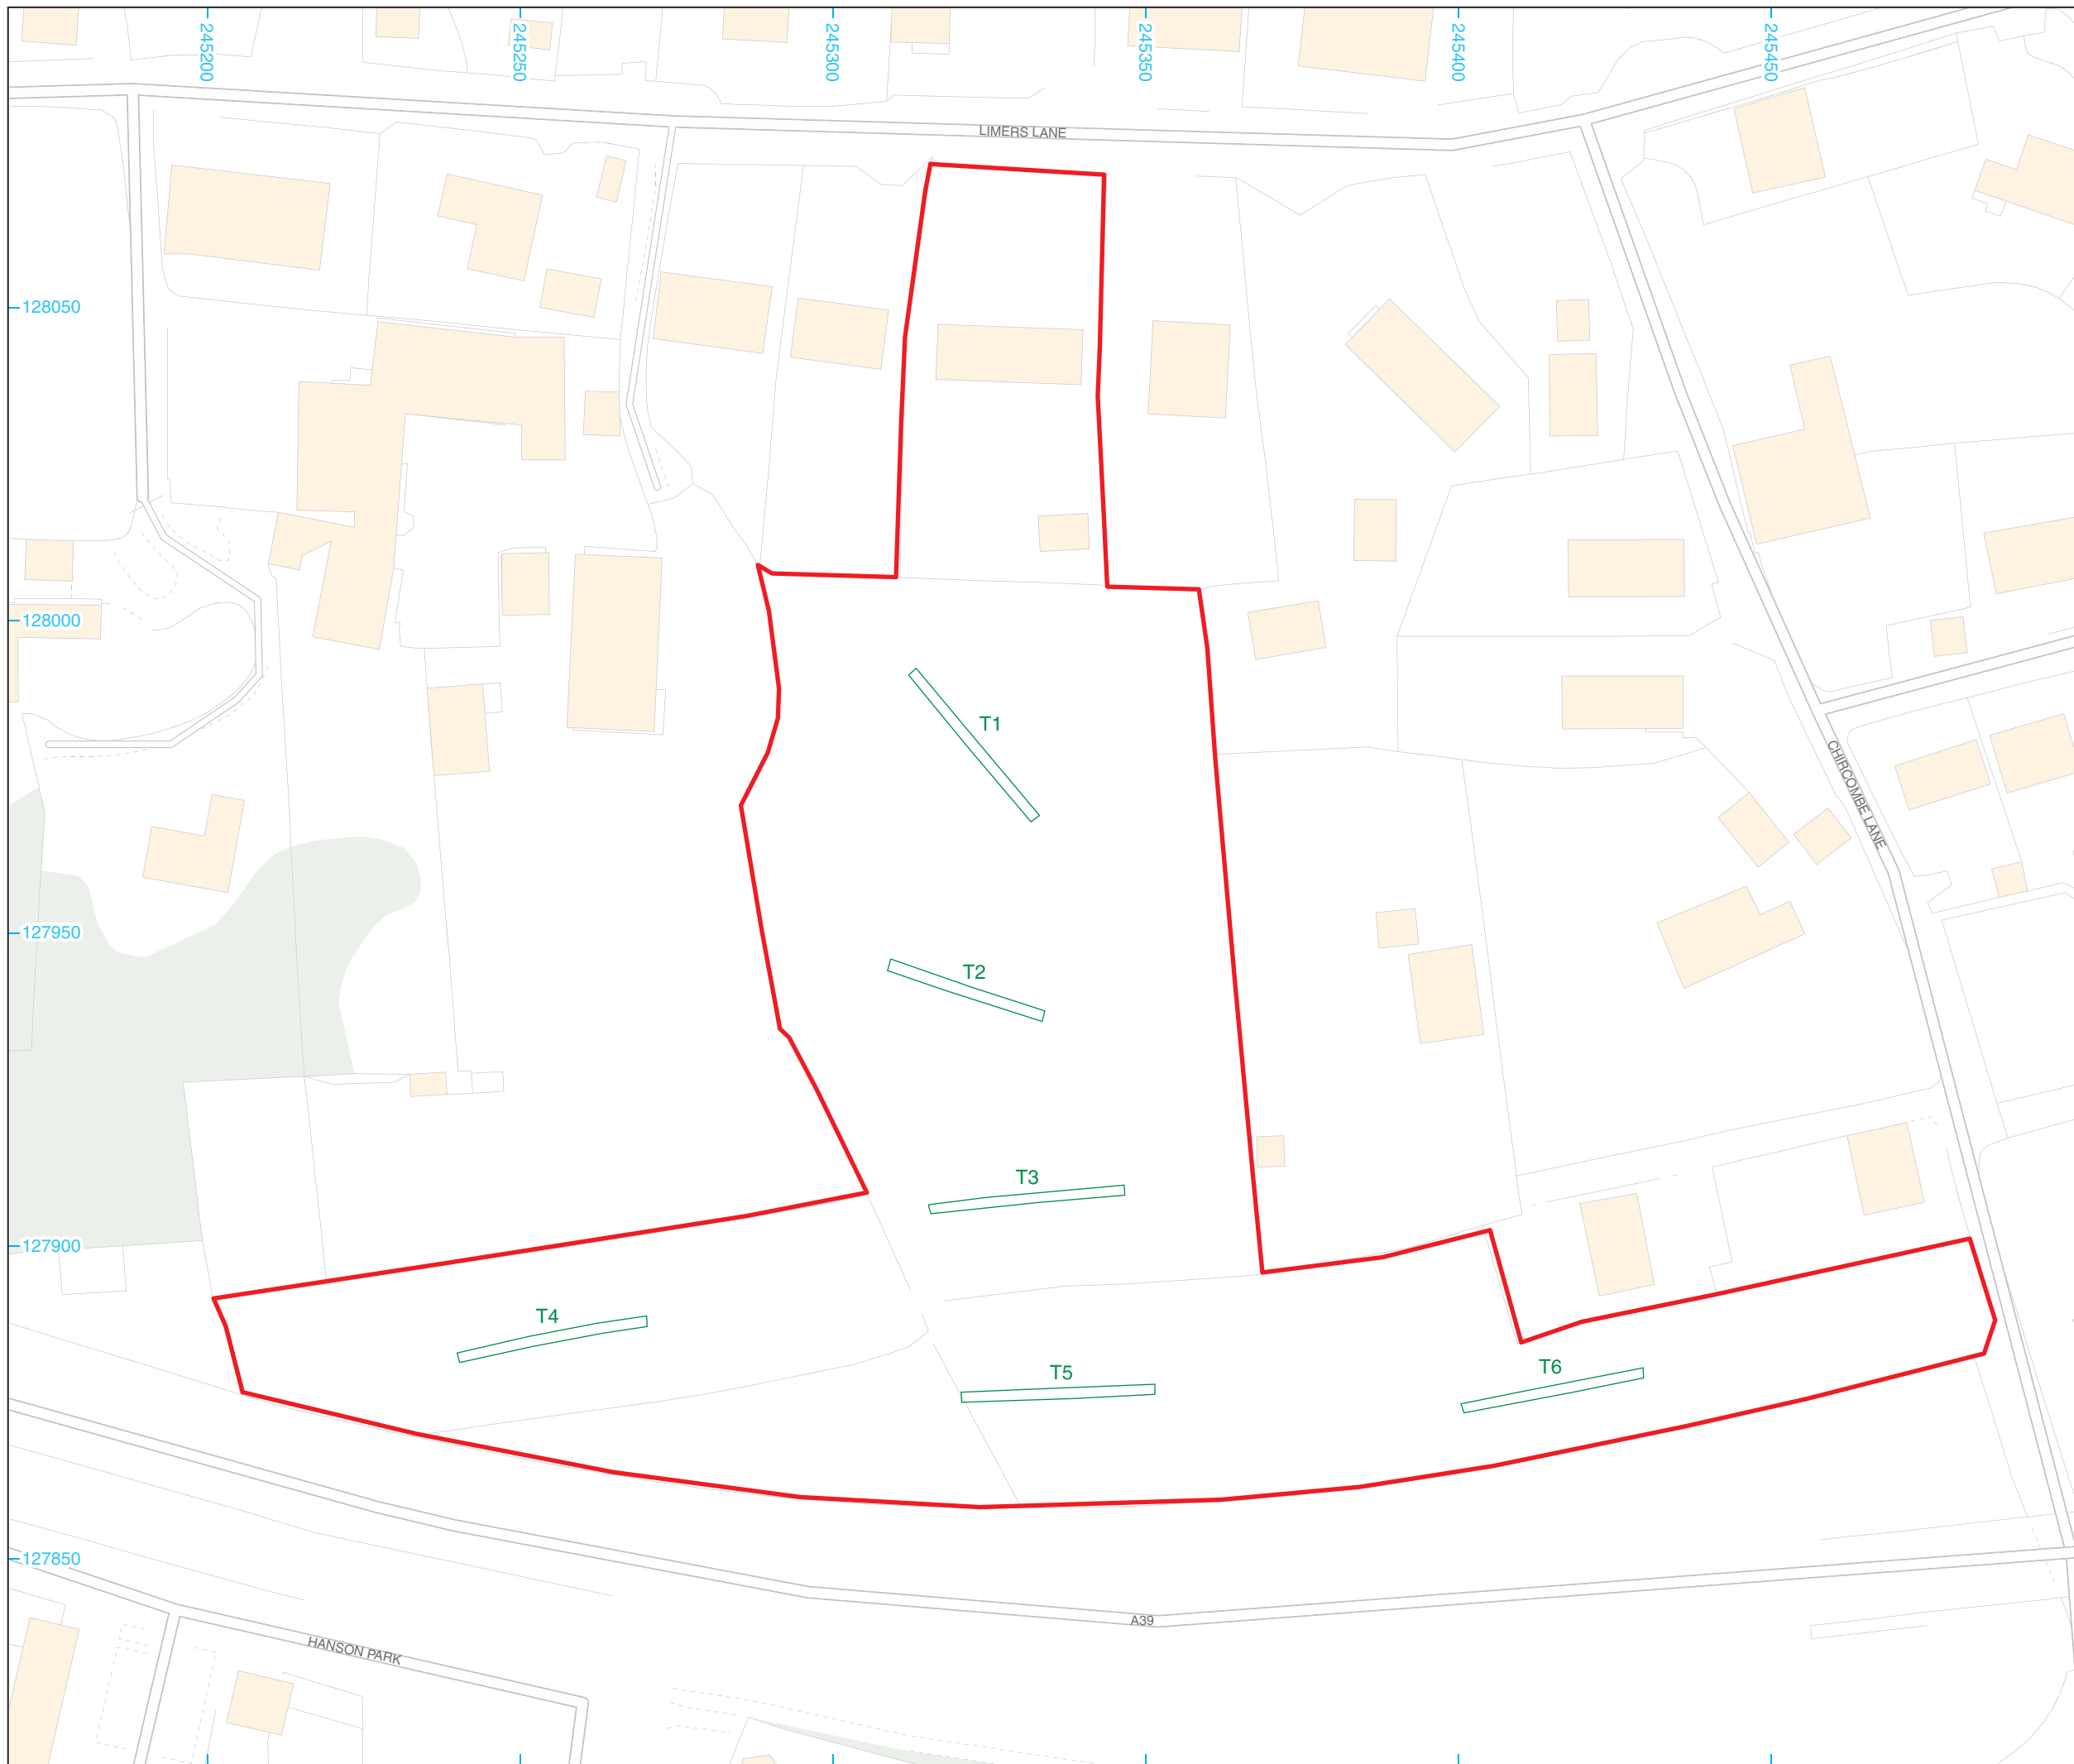 245200
245250
245300
245350
245400
245450
LIMERS LANE
128050
128000
T1
CHIRCOMBE LANE
127950
T2
T3
127900
T4
T5
T6
127850
A39
HANSON PARK